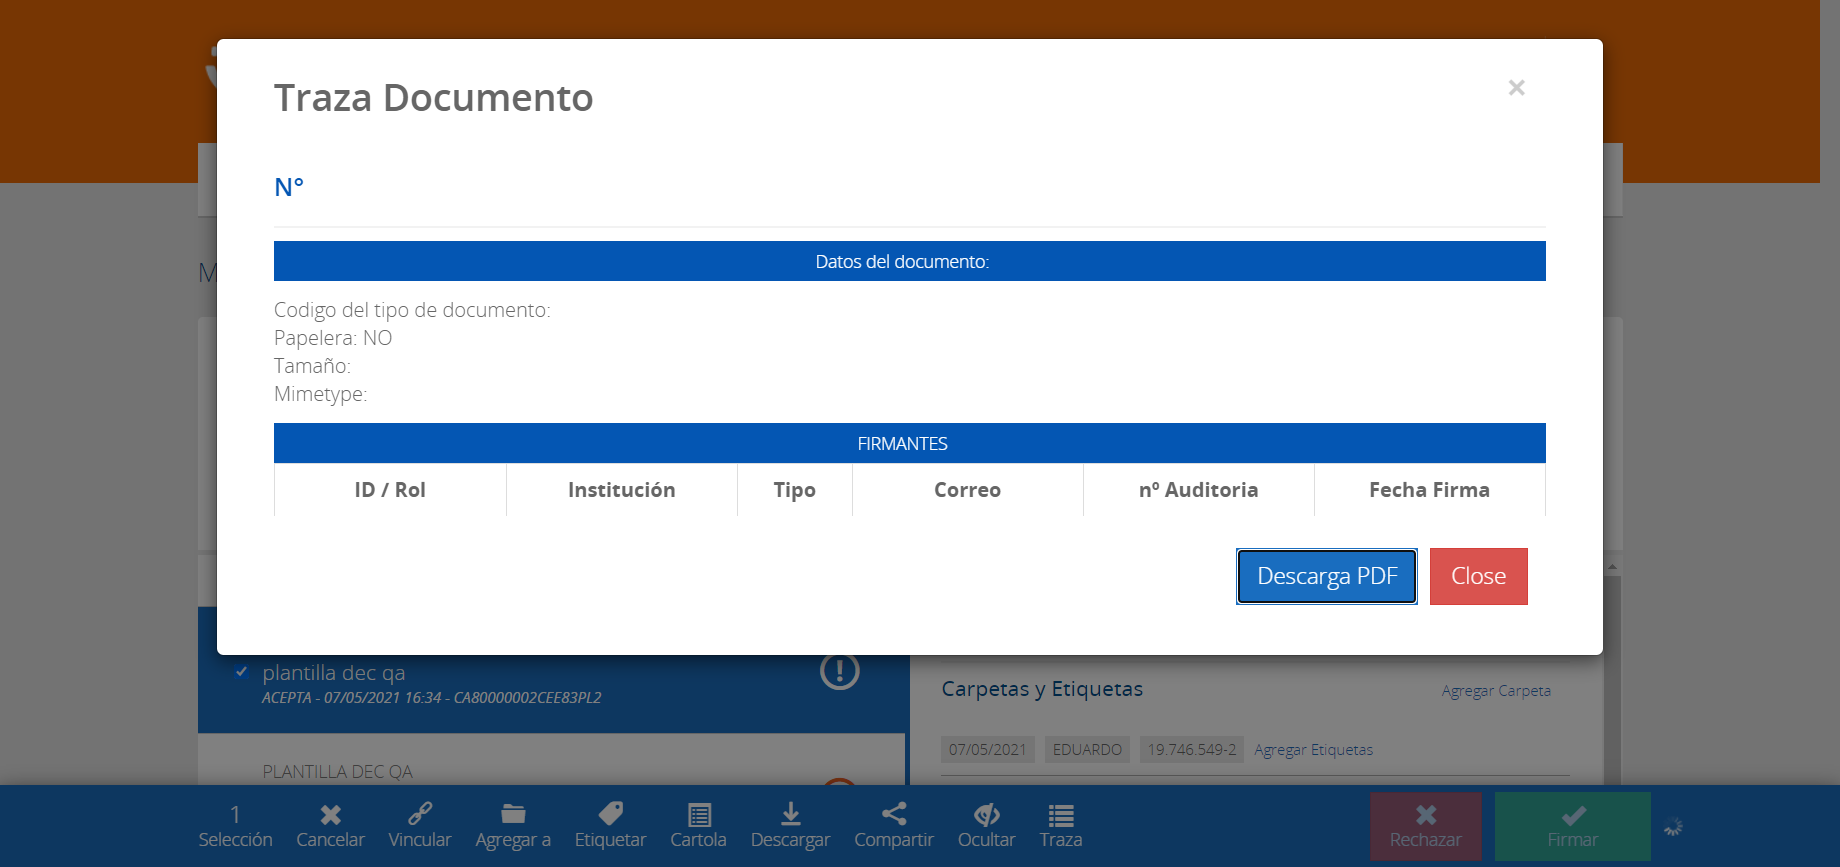 Traza Documento
×
N°
Datos del documento:
Codigo del tipo de documento:
Papelera: NO
Tamaño:
Mimetype:
FIRMANTES
ID / Rol Institución Tipo Correo nº Auditoria Fecha Firma
Descarga PDF Close
plantilla dec qa
ACEPTA - 07/05/2021 16:34 - CA80000002CEE83PL2
Carpetas y Etiquetas Agregar Carpeta
07/05/2021 EDUARDO 19.746.549-2 Agregar Etiquetas
PLANTILLA DEC QA
1
Selección Cancelar Vincular Agregar a Etiquetar Cartola Descargar Compartir Ocultar Traza Rechazar Firmar